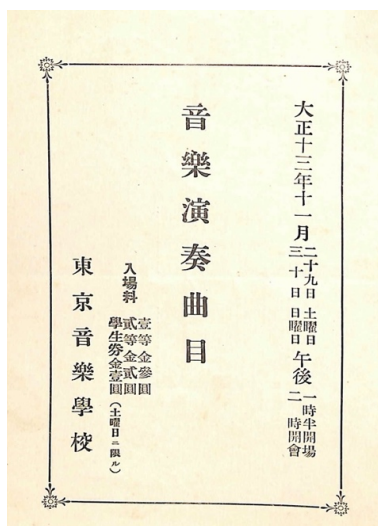 大正十三年十一月
二十九日 土曜日
三十日 日曜日
午後
一時半開場
二時開會
音樂演奏曲目
入場料
壹等金參圓
貳等金貳圓
學生券金壹圓（土曜日ニ限ル）
東京音樂學校